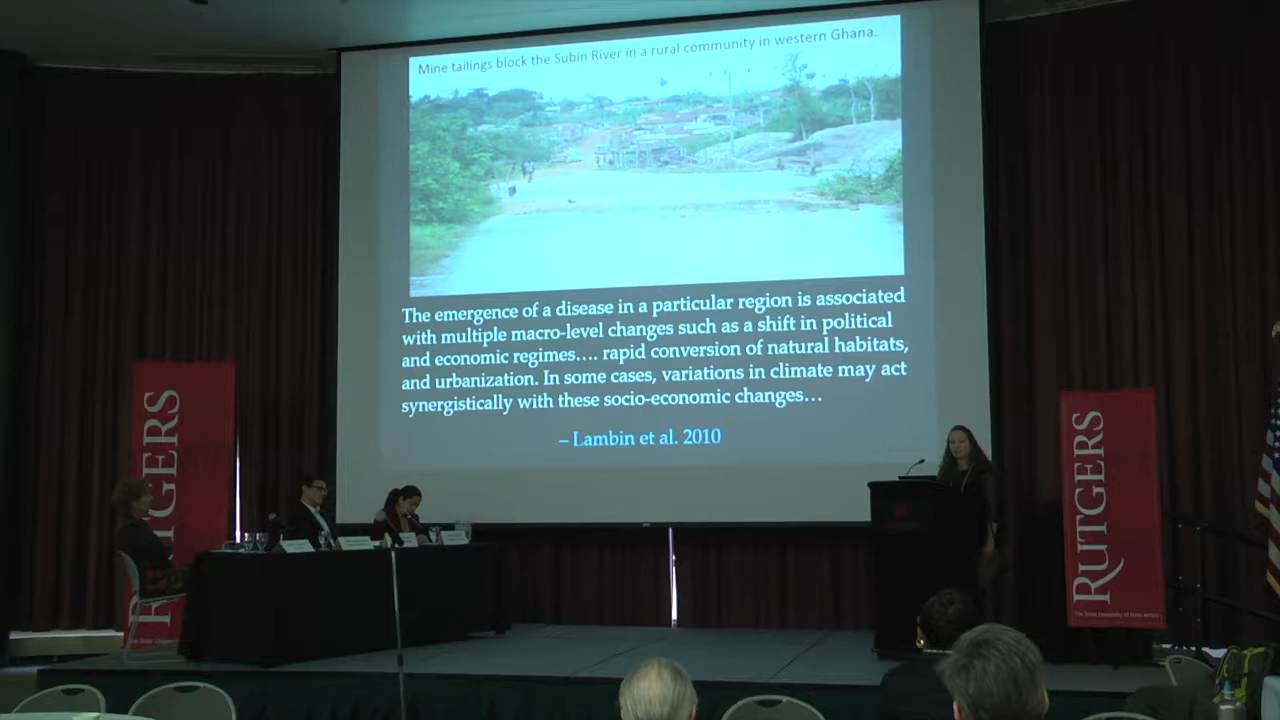 Mine tailings block the Subin River in a rural community in western Ghana.
The emergence of a disease in a particular region is associated
with multiple macro-level changes such as a shift in political
and economic regimes…. rapid conversion of natural habitats,
and urbanization. In some cases, variations in climate may act
synergistically with these socio-economic changes…
– Lambin et al. 2010
RUTGERS
RUTGERS